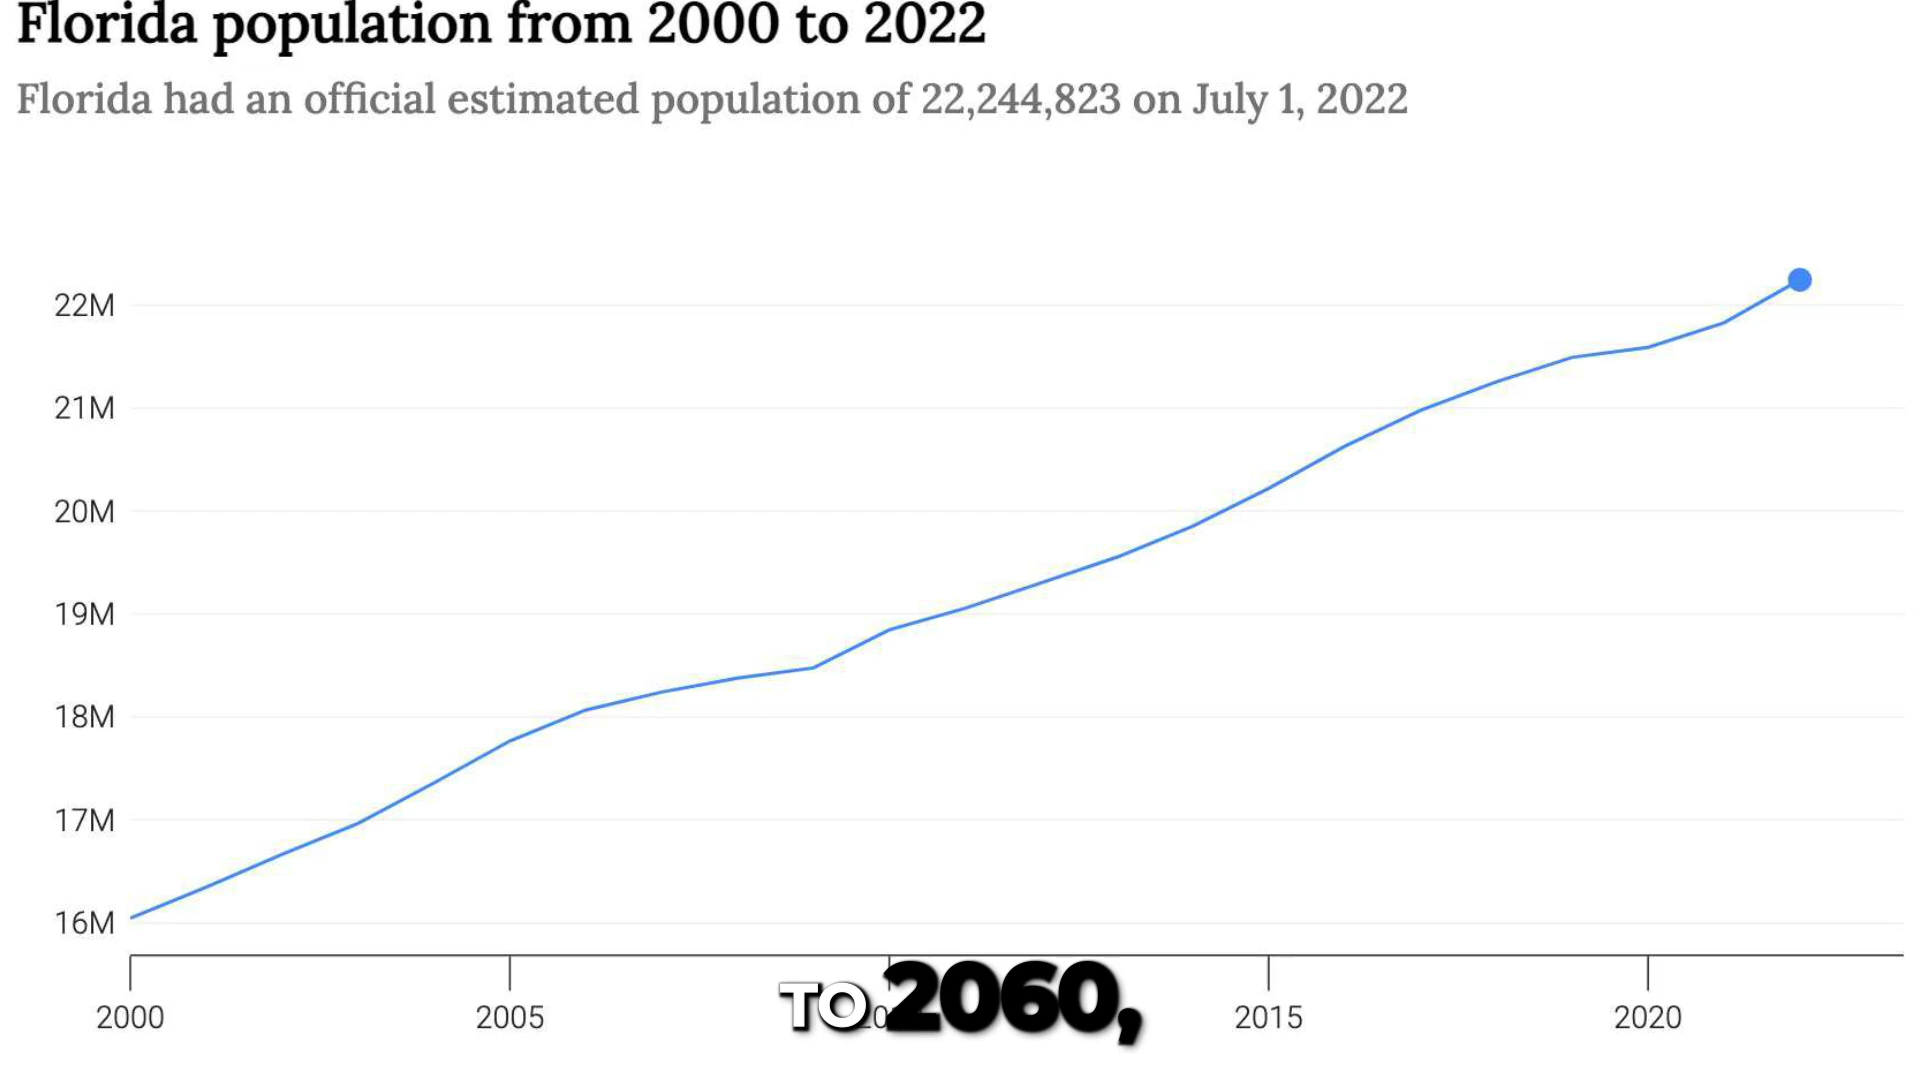 Florida population from 2000 to 2022
Florida had an official estimated population of 22,244,823 on July 1, 2022
22M
21M
20M
19M
18M
17M
16M
2000 2005 2015 2020
TO 2060,